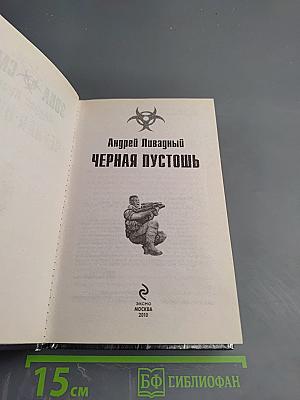 Андрей Ливадный
ЧЕРНАЯ ПУСТОШЬ
ЭКСМО
МОСКВА
2010
15 см
БФ БИБЛИОФАН